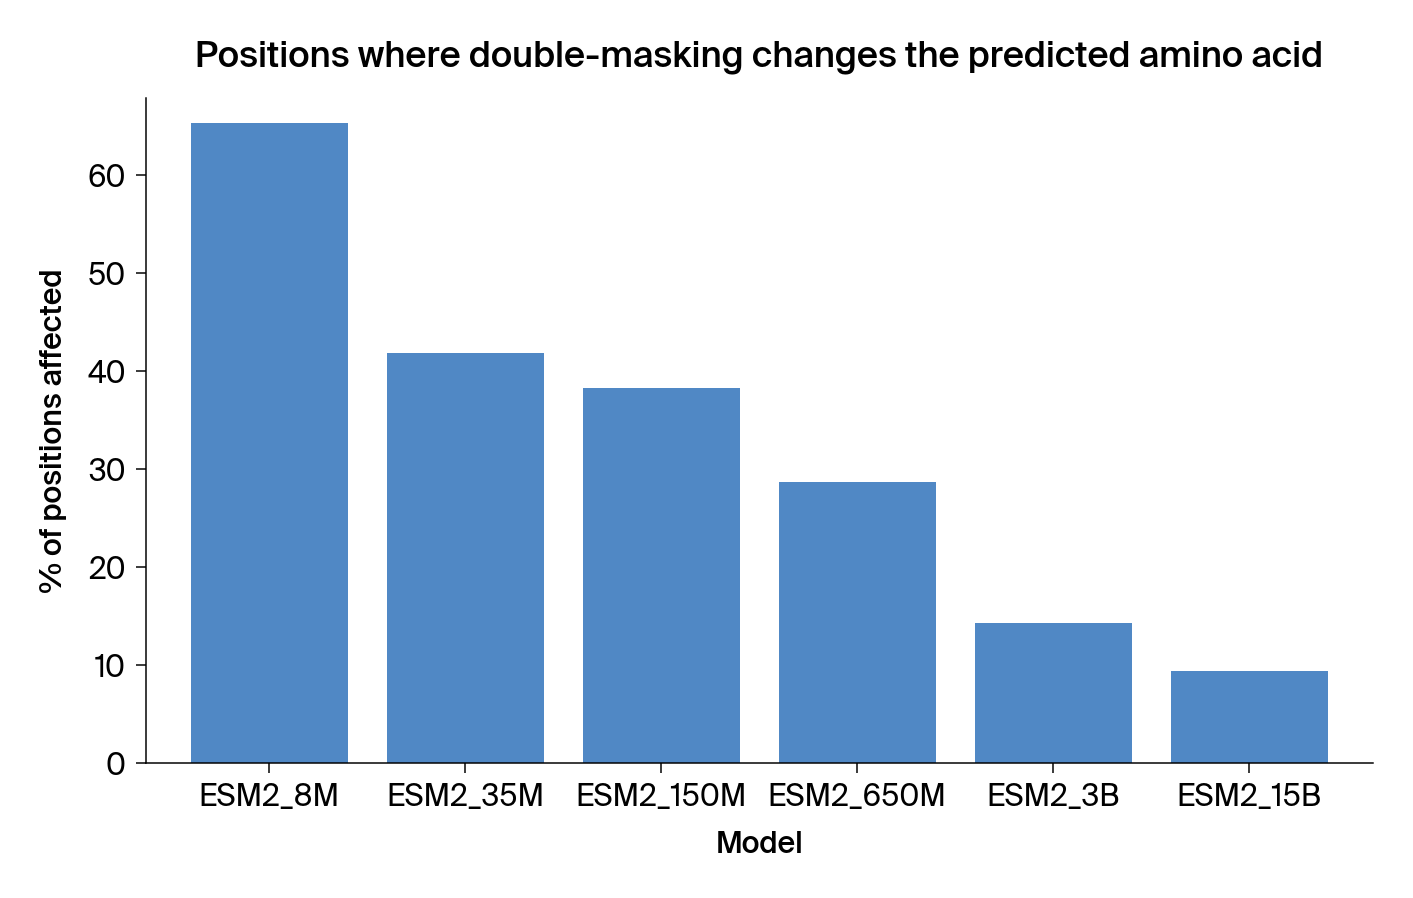 Positions where double-masking changes the predicted amino acid
% of positions affected
60
50
40
30
20
10
0
ESM2_8M ESM2_35M ESM2_150M ESM2_650M ESM2_3B ESM2_15B
Model